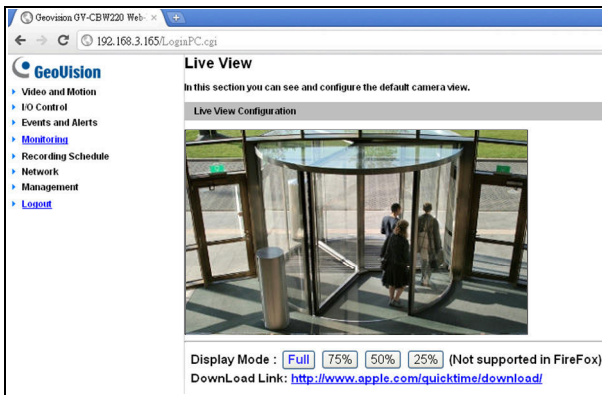 Geovision GV-CBW220 Web-
192.168.3.165/LoginPC.cgi
GeoVision
Video and Motion
I/O Control
Events and Alerts
Monitoring
Recording Schedule
Network
Management
Logout
Live View
In this section you can see and configure the default camera view.
Live View Configuration
Display Mode : Full 75% 50% 25% (Not supported in FireFox)
DownLoad Link: http://www.apple.com/quicktime/download/